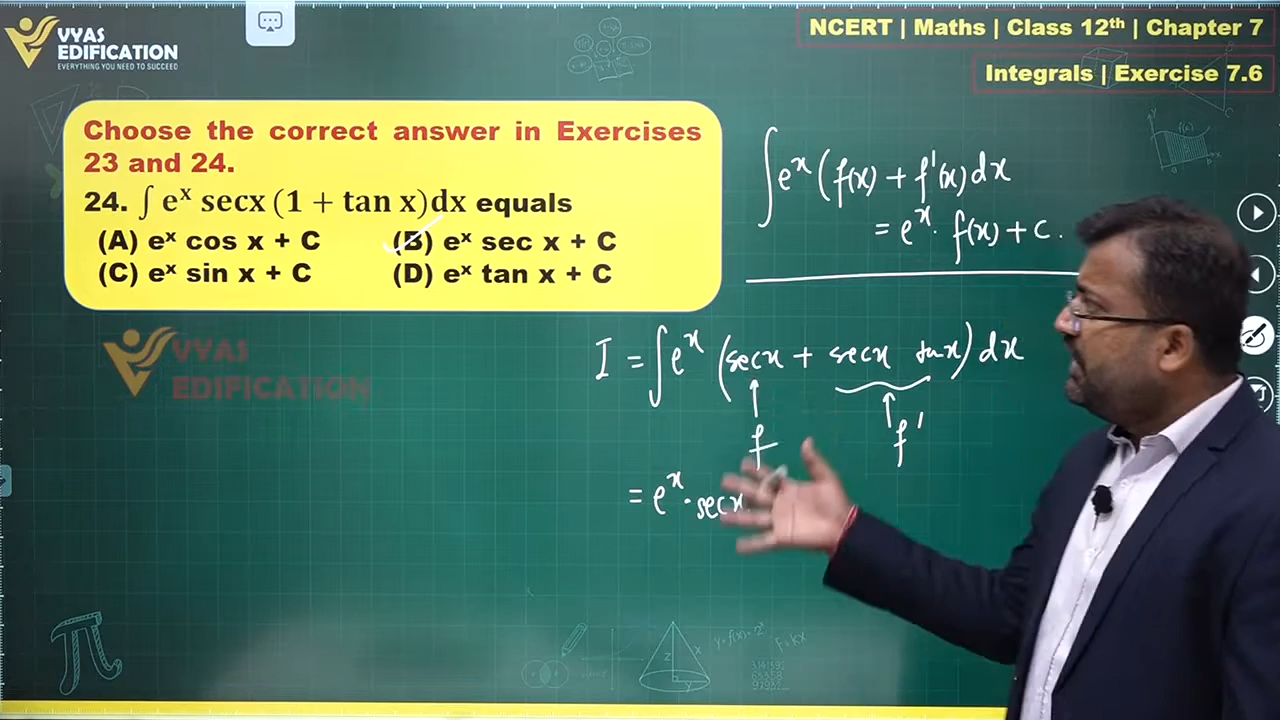 VYAS
EDIFICATION
EVERYTHING YOU NEED TO SUCCEED
NCERT | Maths | Class 12th | Chapter 7
Integrals | Exercise 7.6
Choose the correct answer in Exercises
23 and 24.
24. ∫ eˣ secx (1 + tan x)dx equals
(A) eˣ cos x + C (B) eˣ sec x + C
(C) eˣ sin x + C (D) eˣ tan x + C
∫eˣ (f(x) + f'(x) dx
= eˣ. f(x) + C.
VYAS
EDIFICATION
I = ∫eˣ (secx + secx tanx) dx
f f'
= eˣ . secx
π